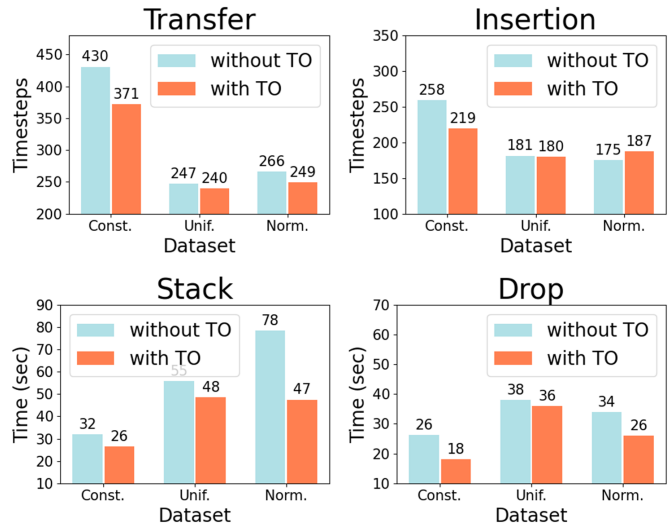 Transfer
Timesteps
450
400
350
300
250
200
430
371
247
240
266
249
without TO
with TO
Const.
Unif.
Norm.
Dataset
Insertion
Timesteps
350
300
250
200
150
100
258
219
181
180
175
187
without TO
with TO
Const.
Unif.
Norm.
Dataset
Stack
Time (sec)
90
80
70
60
50
40
30
20
10
32
26
55
48
78
47
without TO
with TO
Const.
Unif.
Norm.
Dataset
Drop
Time (sec)
70
60
50
40
30
20
10
26
18
38
36
34
26
without TO
with TO
Const.
Unif.
Norm.
Dataset